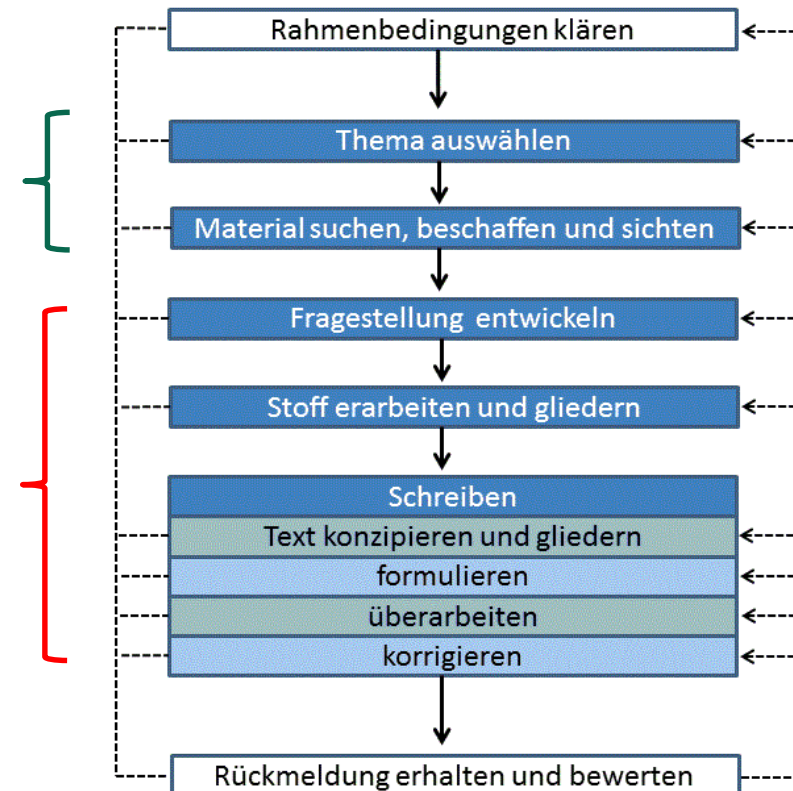 Rahmenbedingungen klären
Thema auswählen
Material suchen, beschaffen und sichten
Fragestellung entwickeln
Stoff erarbeiten und gliedern
Schreiben
Text konzipieren und gliedern
formulieren
überarbeiten
korrigieren
Rückmeldung erhalten und bewerten